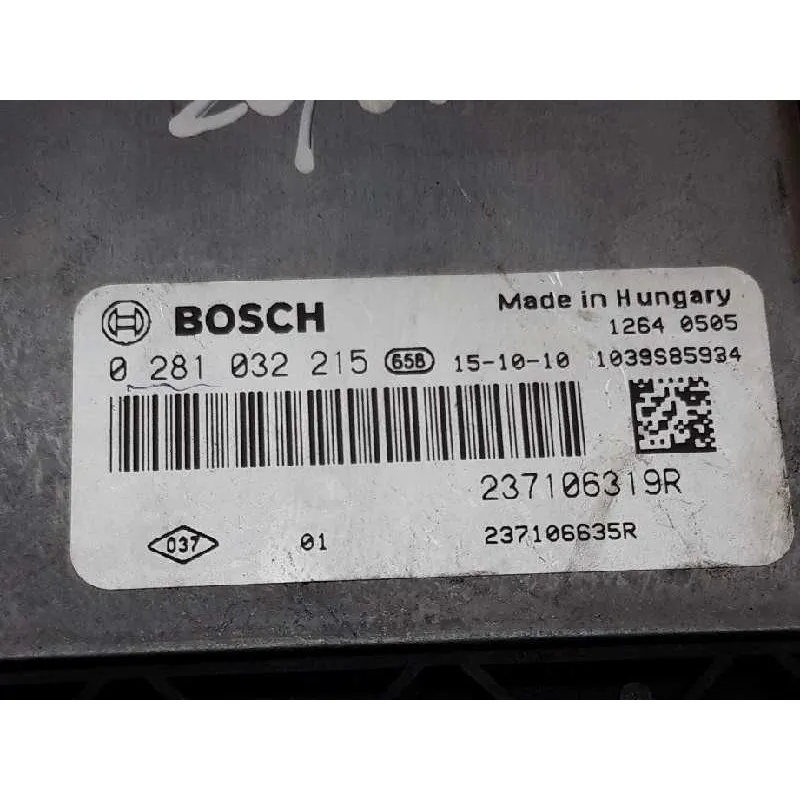 BOSCH
Made in Hungary
1264 0505
0 281 032 215 65B 15-10-10 1039S85934
237106319R
037 01 237106635R